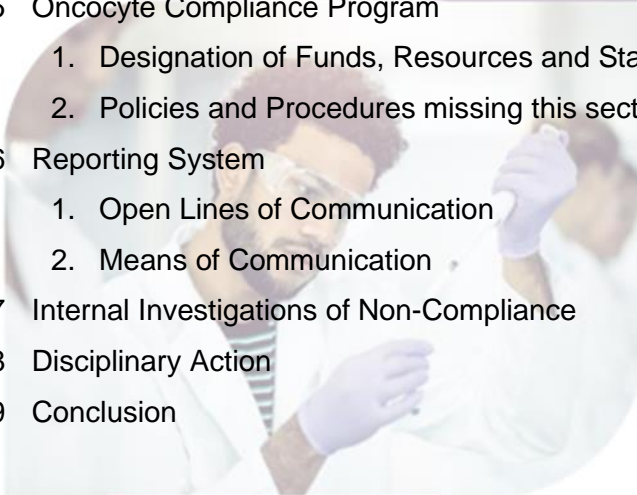 5 Oncocyte Compliance Program
1. Designation of Funds, Resources and
2. Policies and Procedures missing this
6 Reporting System
1. Open Lines of Communication
2. Means of Communication
7 Internal Investigations of Non-Compliance
8 Disciplinary Action
9 Conclusion